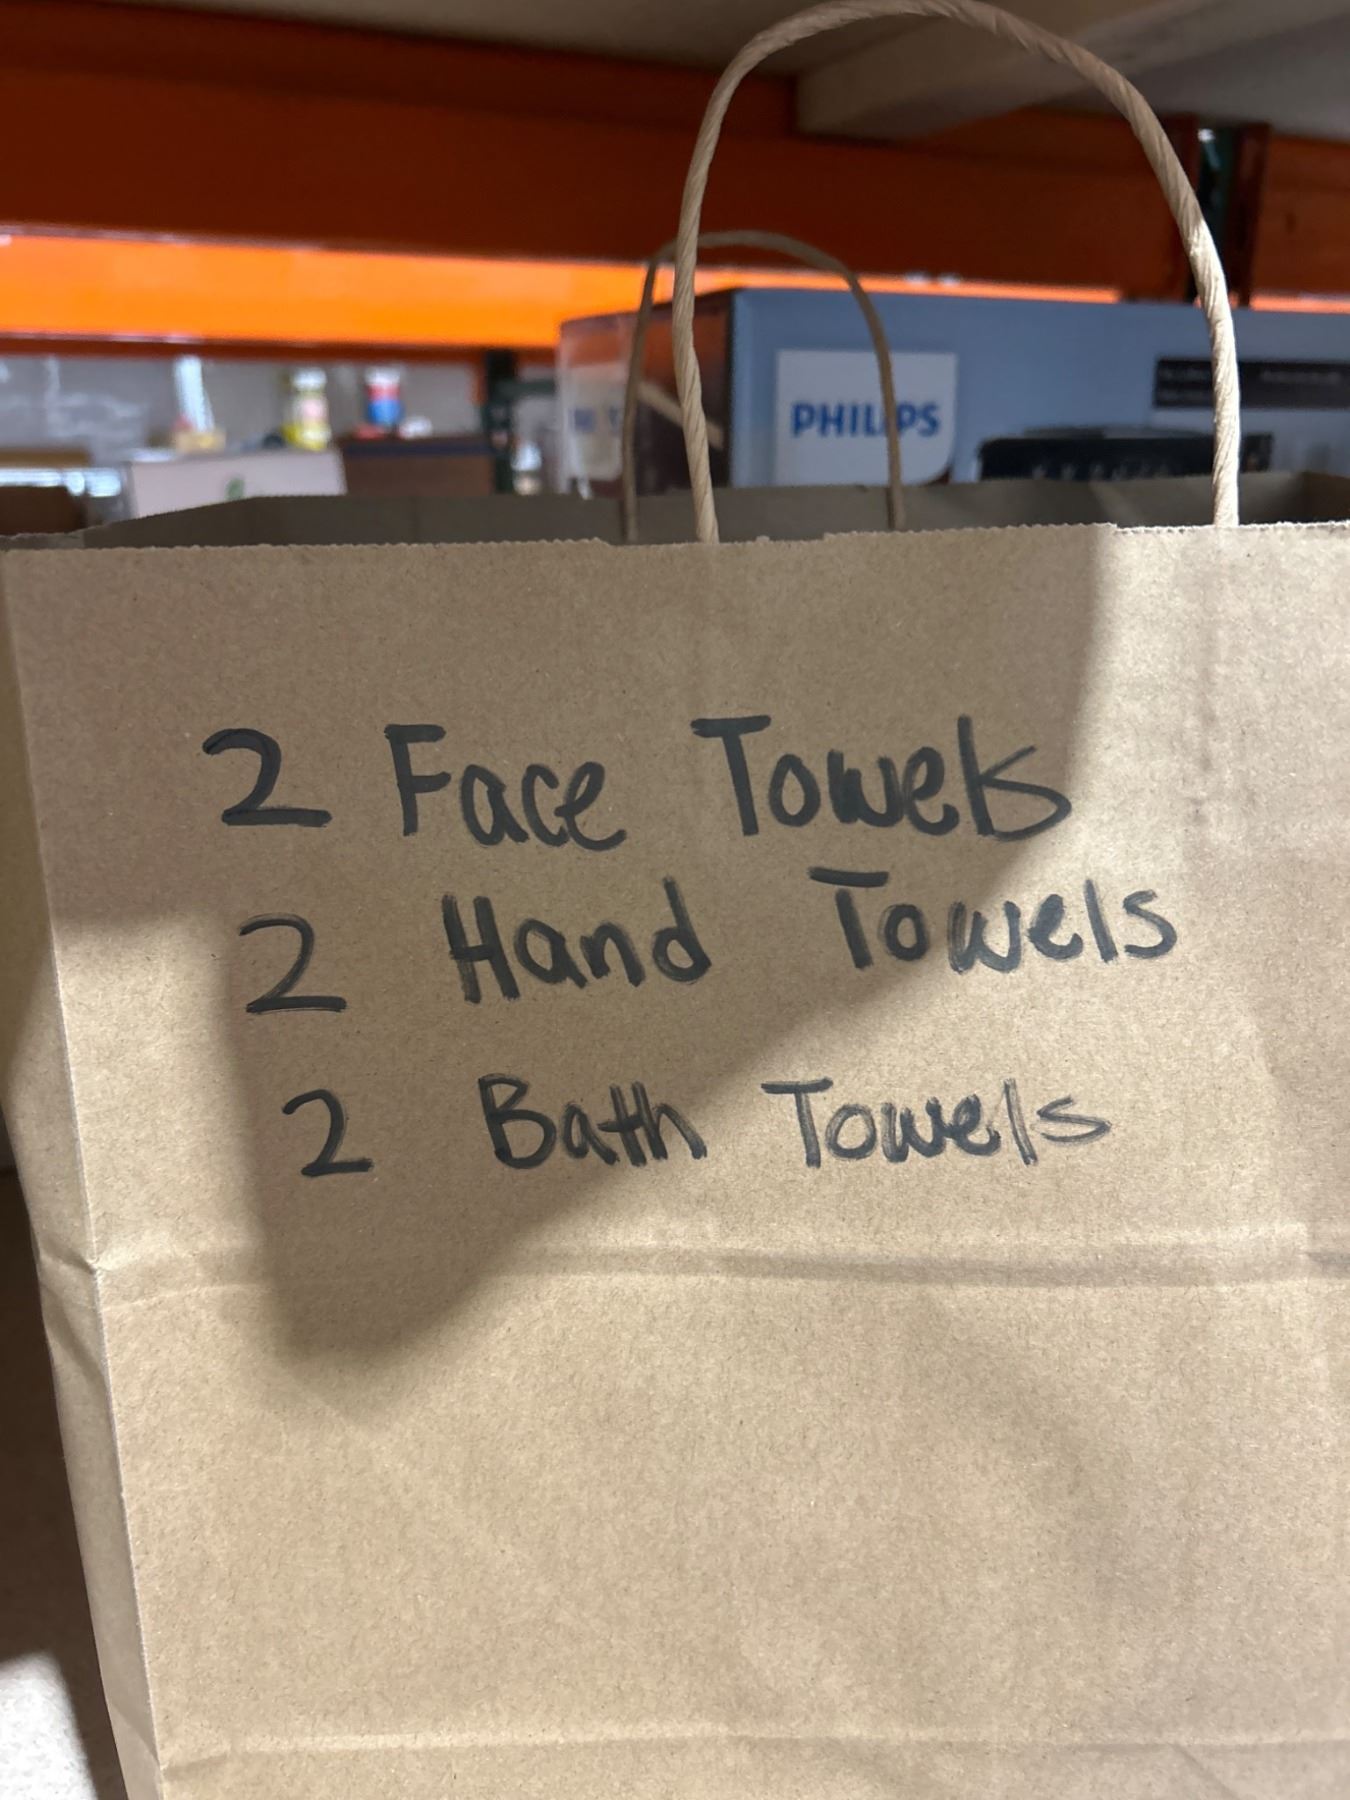 PHILIPS
2 Face Towels
2 Hand Towels
2 Bath Towels